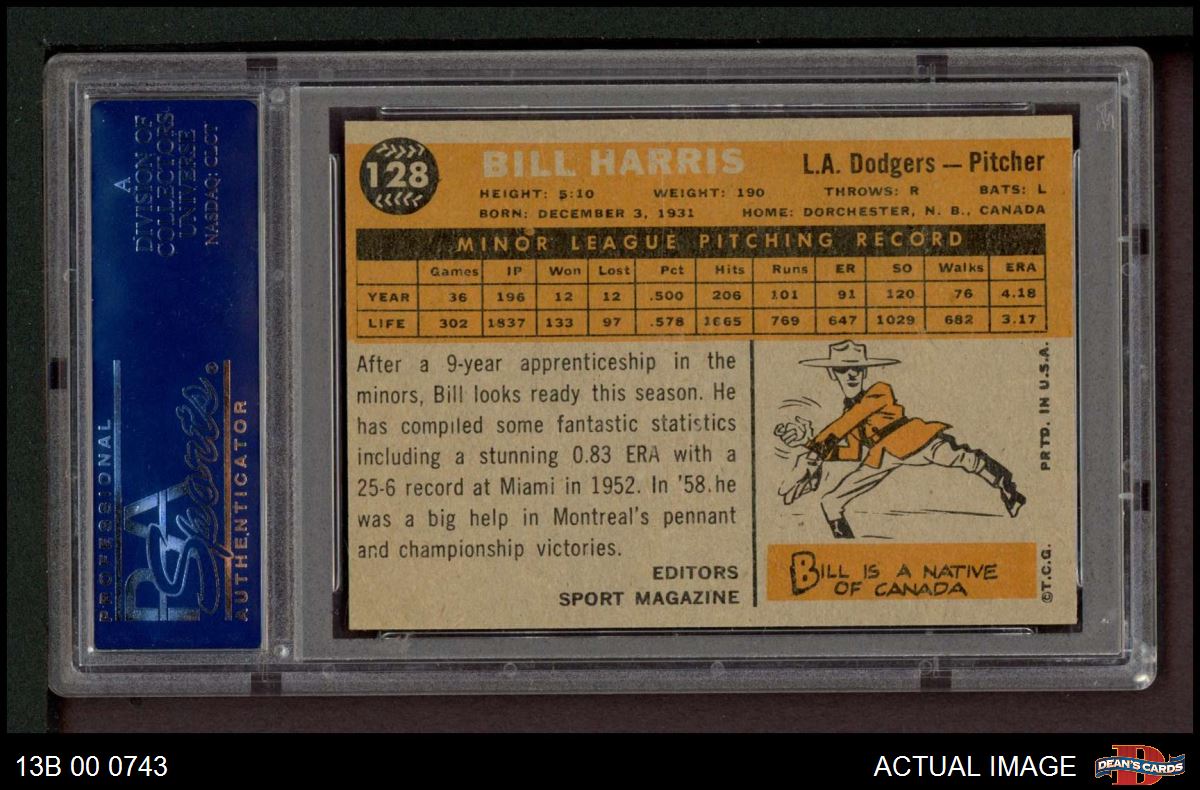 A
DIVISION OF
COLLECTORS
UNIVERSE
NASDAQ: CLCT
PROFESSIONAL
PSA
Sports®
AUTHENTICATOR
128
BILL HARRIS
L.A. Dodgers — Pitcher
HEIGHT: 5:10 WEIGHT: 190 THROWS: R BATS: L
BORN: DECEMBER 3, 1931 HOME: DORCHESTER, N. B., CANADA
MINOR LEAGUE PITCHING RECORD
Games IP Won Lost Pct Hits Runs ER SO Walks ERA
YEAR 36 196 12 12 .500 206 101 91 120 76 4.18
LIFE 302 1837 133 97 .578 1665 769 647 1029 682 3.17
After a 9-year apprenticeship in the
minors, Bill looks ready this season. He
has compiled some fantastic statistics
including a stunning 0.83 ERA with a
25-6 record at Miami in 1952. In '58 he
was a big help in Montreal's pennant
and championship victories.
EDITORS
SPORT MAGAZINE
BILL IS A NATIVE
OF CANADA
©T.C.G. PRTD. IN U.S.A.
13B 00 0743
ACTUAL IMAGE
D
DEAN'S CARDS